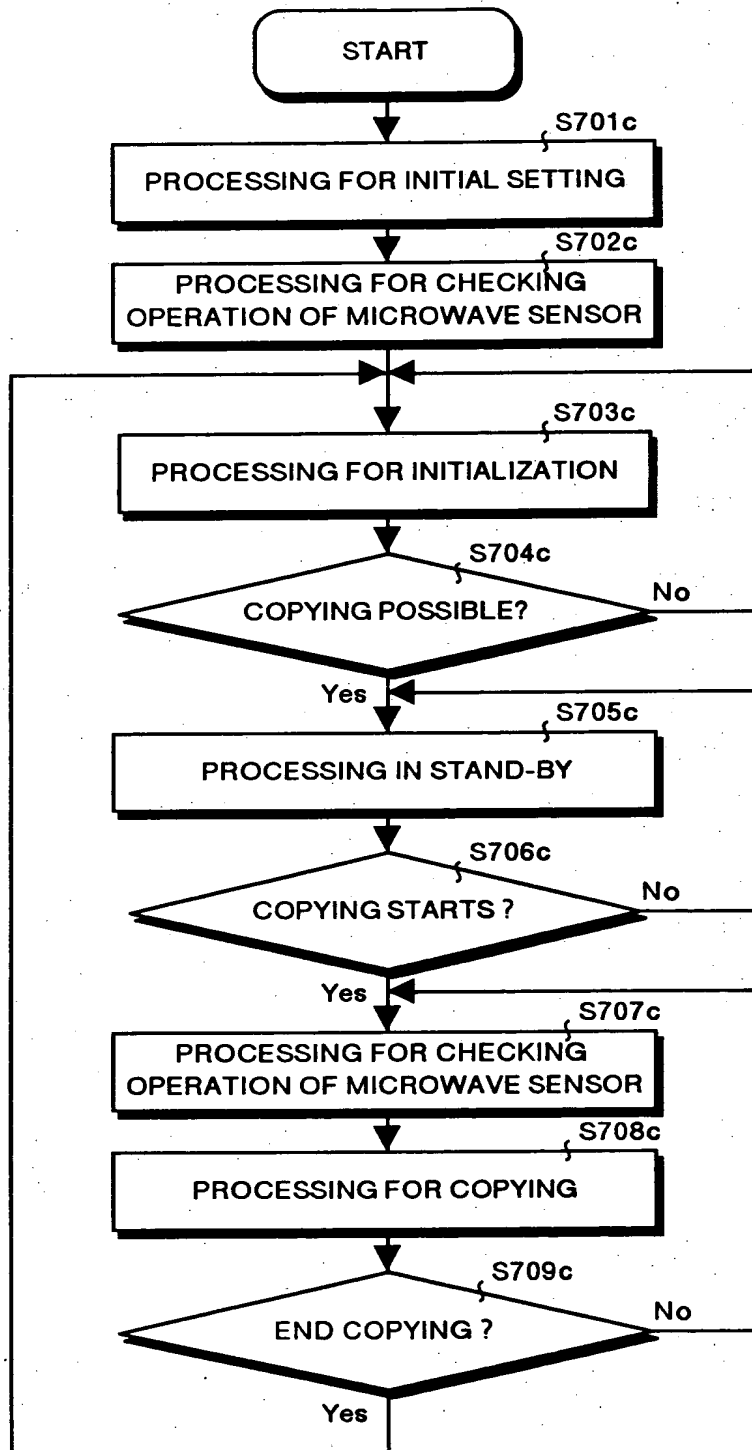 START
S701c
PROCESSING FOR INITIAL SETTING
S702c
PROCESSING FOR CHECKING
OPERATION OF MICROWAVE SENSOR
S703c
PROCESSING FOR INITIALIZATION
S704c
COPYING POSSIBLE?
No
Yes
S705c
PROCESSING IN STAND-BY
S706c
COPYING STARTS ?
No
Yes
S707c
PROCESSING FOR CHECKING
OPERATION OF MICROWAVE SENSOR
S708c
PROCESSING FOR COPYING
S709c
END COPYING ?
No
Yes